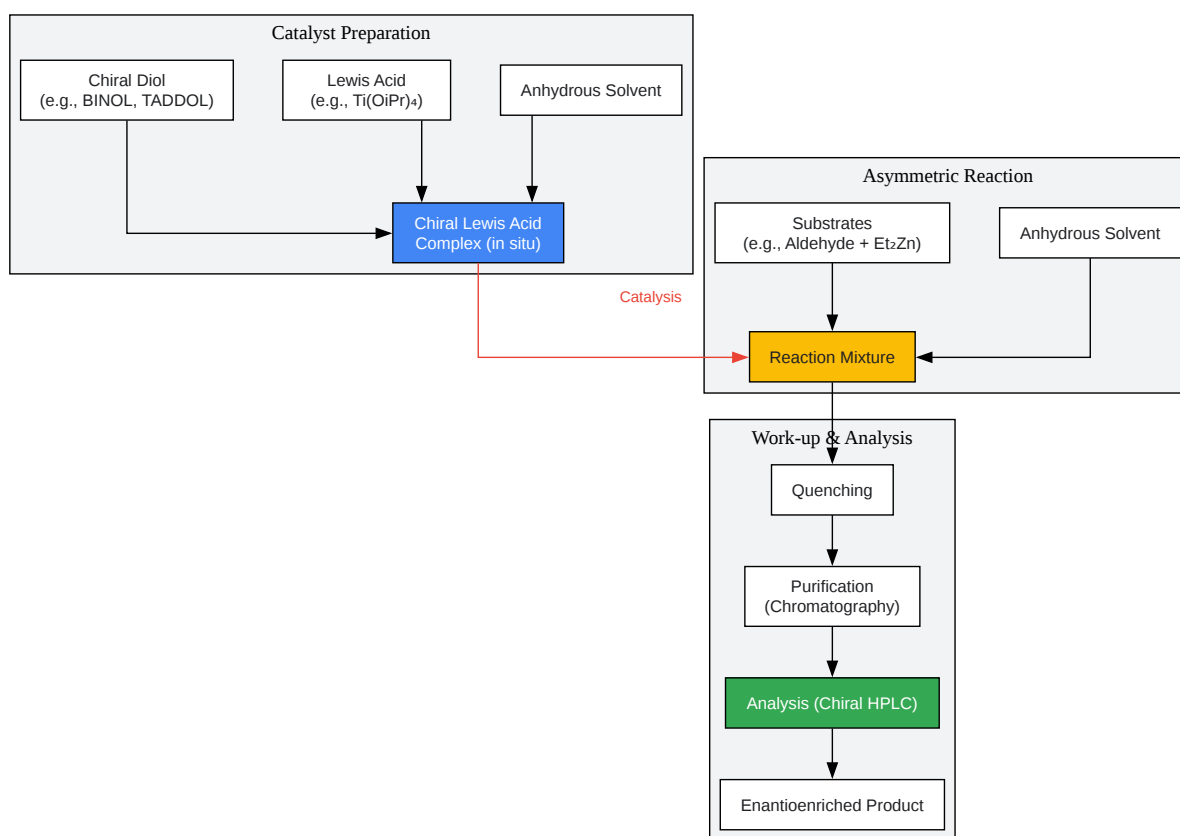 Catalyst Preparation
Chiral Diol
(e.g., BINOL, TADDOL)
Lewis Acid
(e.g., Ti(OiPr)₄)
Anhydrous Solvent
Chiral Lewis Acid
Complex (in situ)
Catalysis
Asymmetric Reaction
Substrates
(e.g., Aldehyde + Et₂Zn)
Anhydrous Solvent
Reaction Mixture
Work-up & Analysis
Quenching
Purification
(Chromatography)
Analysis (Chiral HPLC)
Enantioenriched Product